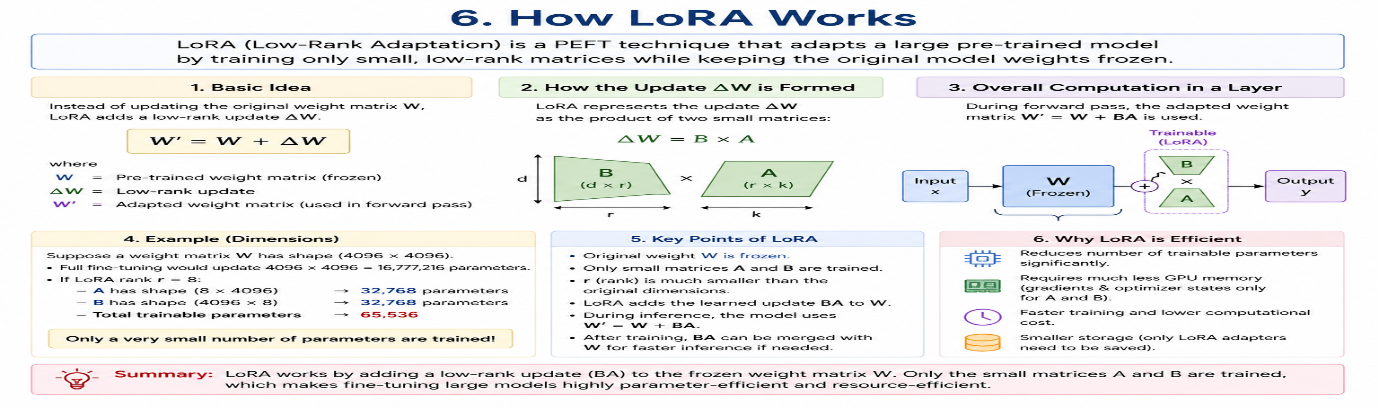 6. How LoRA Works
LoRA (Low-Rank Adaptation) is a PEFT technique that adapts a large pre-trained model
by training only small, low-rank matrices while keeping the original model weights frozen.
1. Basic Idea
Instead of updating the original weight matrix W,
LoRA adds a low-rank update ΔW.
W' = W + ΔW
where
W = Pre-trained weight matrix (frozen)
ΔW = Low-rank update
W' = Adapted weight matrix (used in forward pass)
2. How the Update ΔW is Formed
LoRA represents the update ΔW
as the product of two small matrices:
ΔW = B × A
d
B
(d × r)
r
×
A
(r × k)
k
3. Overall Computation in a Layer
During forward pass, the adapted weight
matrix W' = W + BA is used.
Trainable
(LoRA)
Input
x
W
(Frozen)
+
B
×
A
Output
y
4. Example (Dimensions)
Suppose a weight matrix W has shape (4096 × 4096).
• Full fine-tuning would update 4096 × 4096 = 16,777,216 parameters.
• If LoRA rank r = 8:
– A has shape (8 × 4096) → 32,768 parameters
– B has shape (4096 × 8) → 32,768 parameters
– Total trainable parameters → 65,536
Only a very small number of parameters are trained!
5. Key Points of LoRA
• Original weight W is frozen.
• Only small matrices A and B are trained.
• r (rank) is much smaller than the
original dimensions.
• LoRA adds the learned update BA to W.
• During inference, the model uses
W' = W + BA.
• After training, BA can be merged with
W for faster inference if needed.
6. Why LoRA is Efficient
Reduces number of trainable parameters
significantly.
Requires much less GPU memory
(gradients & optimizer states only
for A and B).
Faster training and lower computational
cost.
Smaller storage (only LoRA adapters
need to be saved).
Summary: LoRA works by adding a low-rank update (BA) to the frozen weight matrix W. Only the small matrices A and B are trained,
which makes fine-tuning large models highly parameter-efficient and resource-efficient.